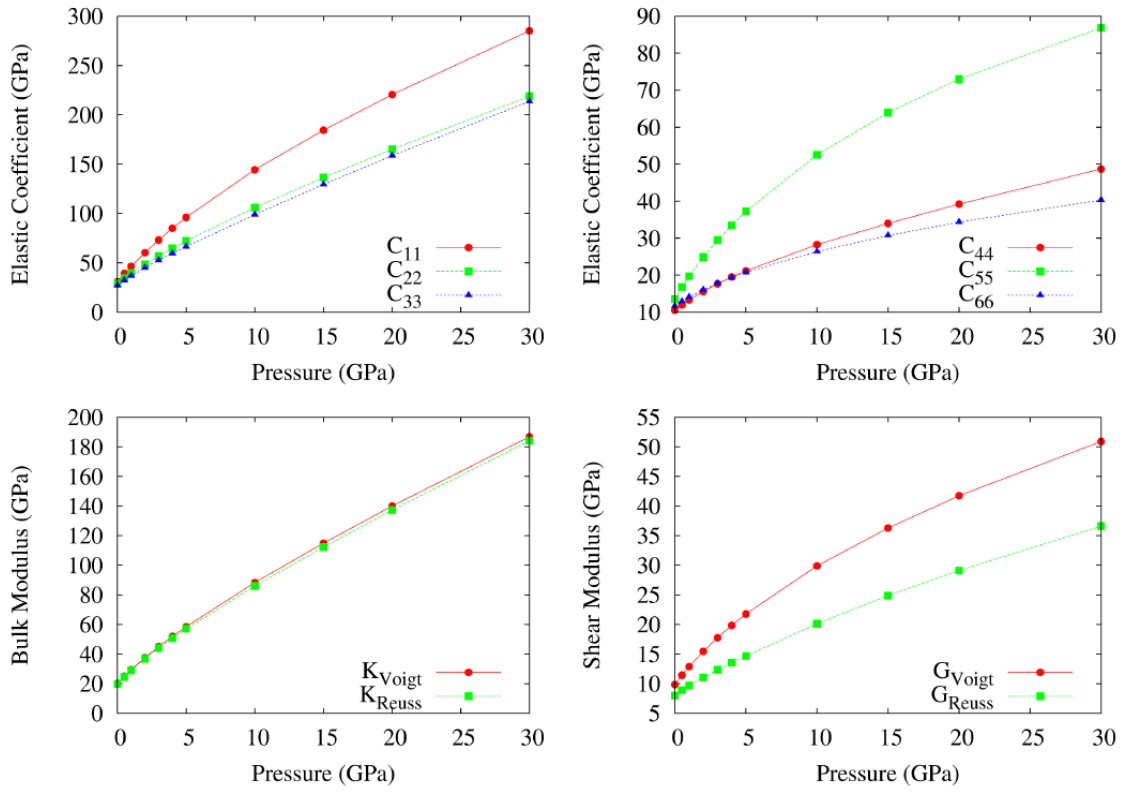 Elastic Coefficient (GPa)
300
250
200
150
100
50
0
C11
C22
C33
0 5 10 15 20 25 30
Pressure (GPa)
Elastic Coefficient (GPa)
90
80
70
60
50
40
30
20
10
C44
C55
C66
0 5 10 15 20 25 30
Pressure (GPa)
Bulk Modulus (GPa)
200
180
160
140
120
100
80
60
40
20
0
KVoigt
KReuss
0 5 10 15 20 25 30
Pressure (GPa)
Shear Modulus (GPa)
55
50
45
40
35
30
25
20
15
10
5
GVoigt
GReuss
0 5 10 15 20 25 30
Pressure (GPa)